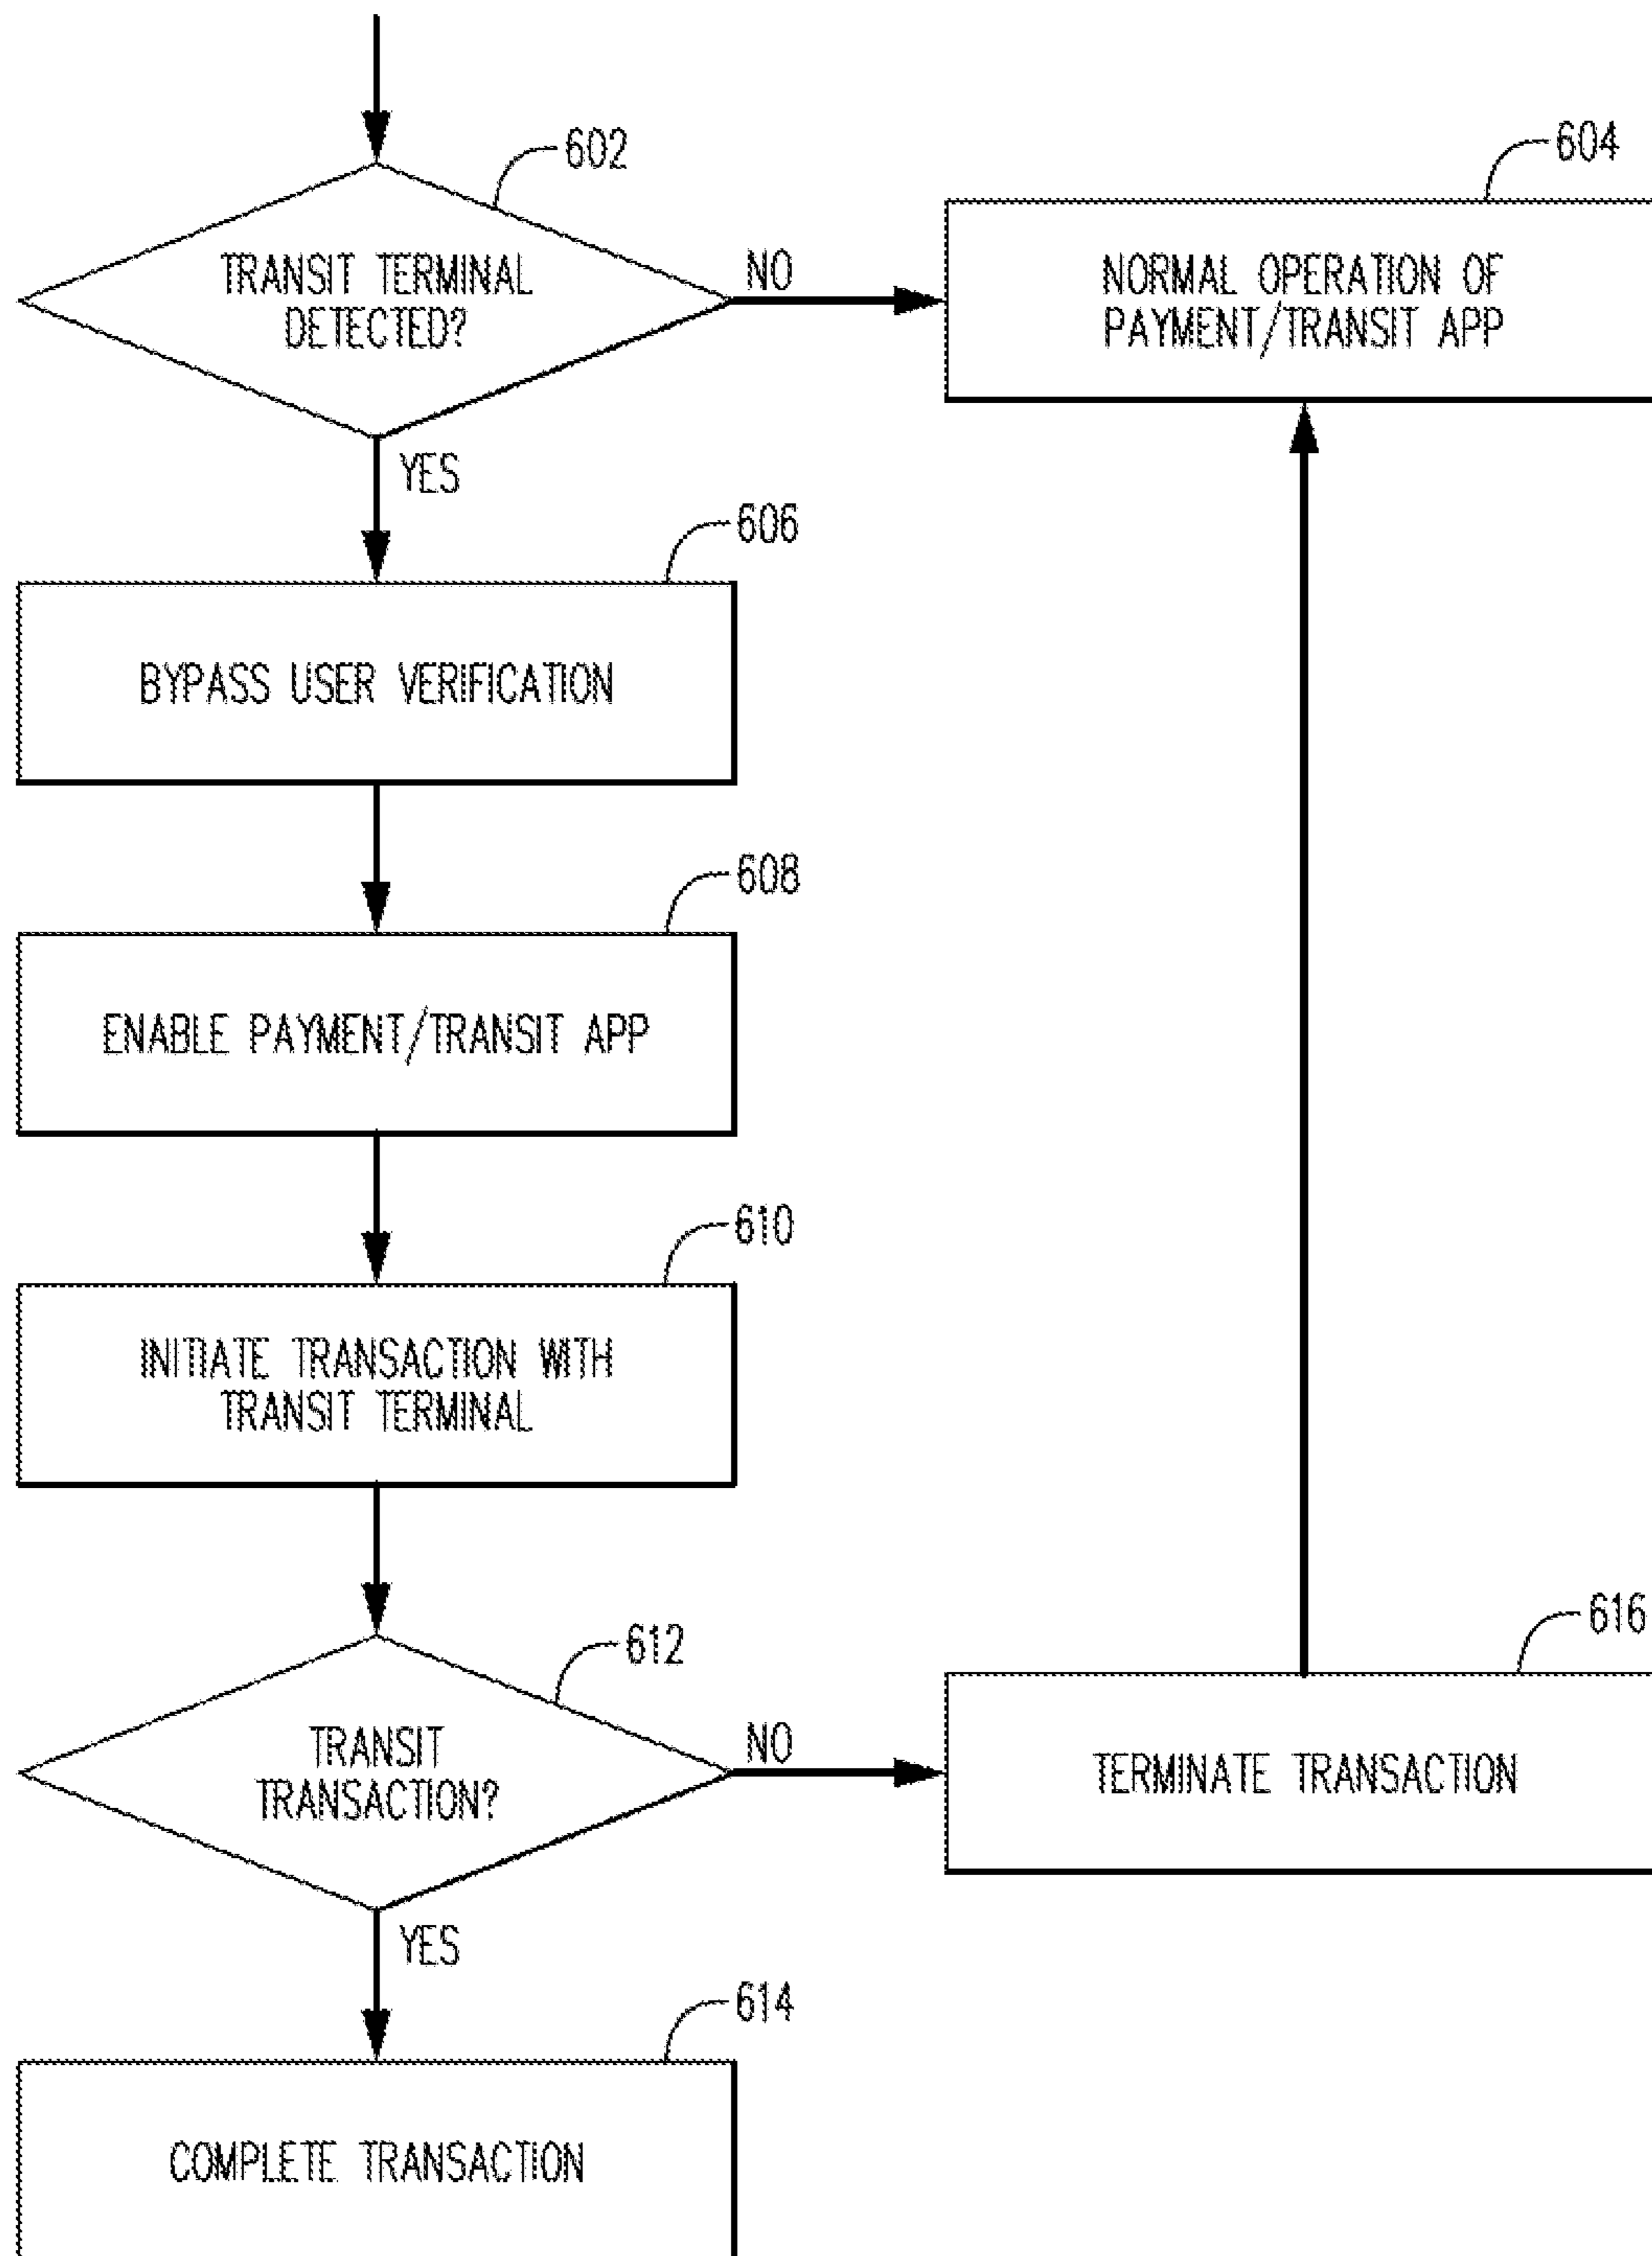 602
TRANSIT TERMINAL
DETECTED?
NO
604
NORMAL OPERATION OF
PAYMENT/TRANSIT APP
YES
606
BYPASS USER VERIFICATION
608
ENABLE PAYMENT/TRANSIT APP
610
INITIATE TRANSACTION WITH
TRANSIT TERMINAL
612
TRANSIT
TRANSACTION?
NO
616
TERMINATE TRANSACTION
YES
614
COMPLETE TRANSACTION